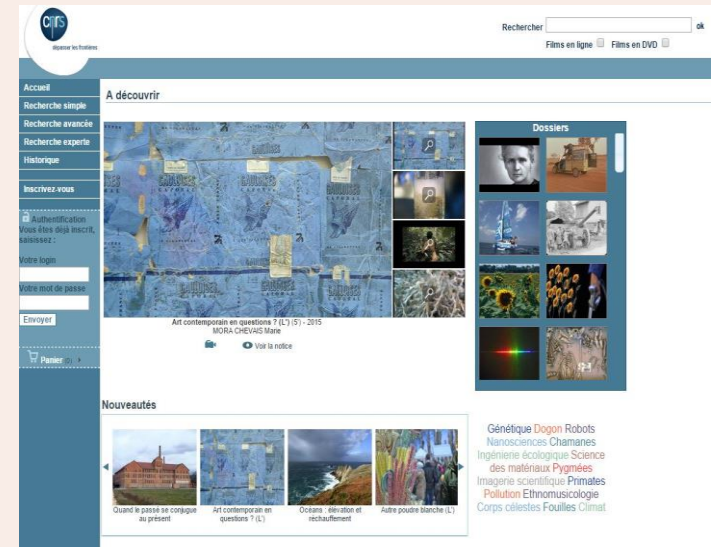 cnrs
dépasser les frontières
Rechercher
ok
Films en ligne
Films en DVD
Accueil
Recherche simple
Recherche avancée
Recherche experte
Historique
Inscrivez-vous
Authentification
Vous êtes déjà inscrit,
saisissez :
Votre login
Votre mot de passe
Envoyer
Panier (0)
A découvrir
GAULOISES
CAPORAL
Art contemporain en questions ? (L') (5') - 2015
MORA CHEVAIS Marie
Voir la notice
Dossiers
Nouveautés
Quand le passé se conjugue
au présent
Art contemporain en
questions ? (L')
Océans : élévation et
réchauffement
Autre poudre blanche (L')
Génétique Dogon Robots
Nanosciences Chamanes
Ingénierie écologique Science
des matériaux Pygmées
Imagerie scientifique Primates
Pollution Ethnomusicologie
Corps célestes Fouilles Climat